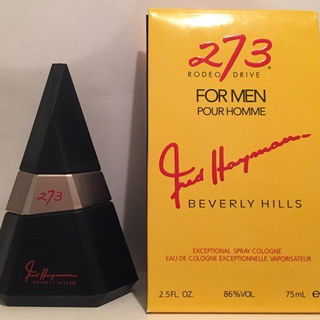 273
Fred Hayman
BEVERLY HILLS
273
RODEO DRIVE
FOR MEN
POUR HOMME
Fred Hayman
BEVERLY HILLS
EXCEPTIONAL SPRAY COLOGNE
EAU DE COLOGNE EXCEPTIONNELLE VAPORISATEUR
2.5FL. OZ. 86%VOL. 75ml e